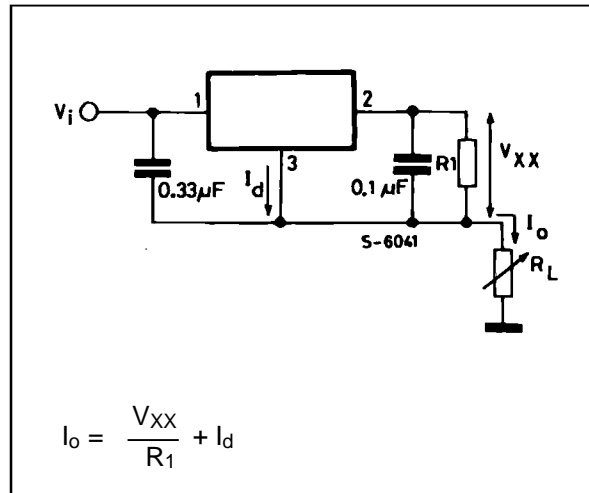 Vi
1
2
3
Id
0.33µF
0.1 µF
R1
VXX
Io
S-6041
RL
Io = VXX / R1 + Id